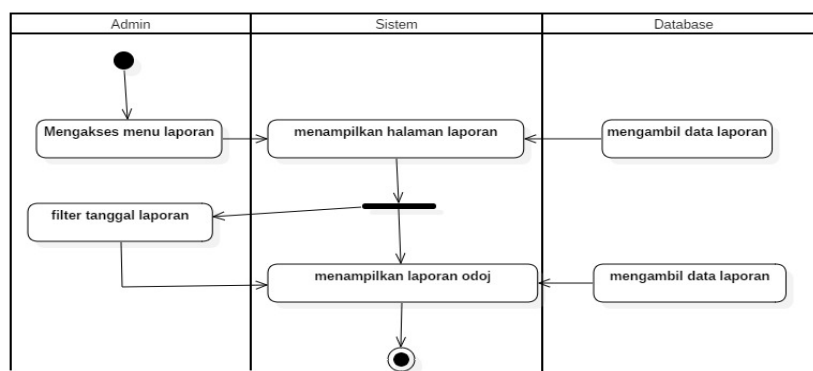 Admin
Sistem
Database
Mengakses menu laporan
menampilkan halaman laporan
mengambil data laporan
filter tanggal laporan
menampilkan laporan odoj
mengambil data laporan